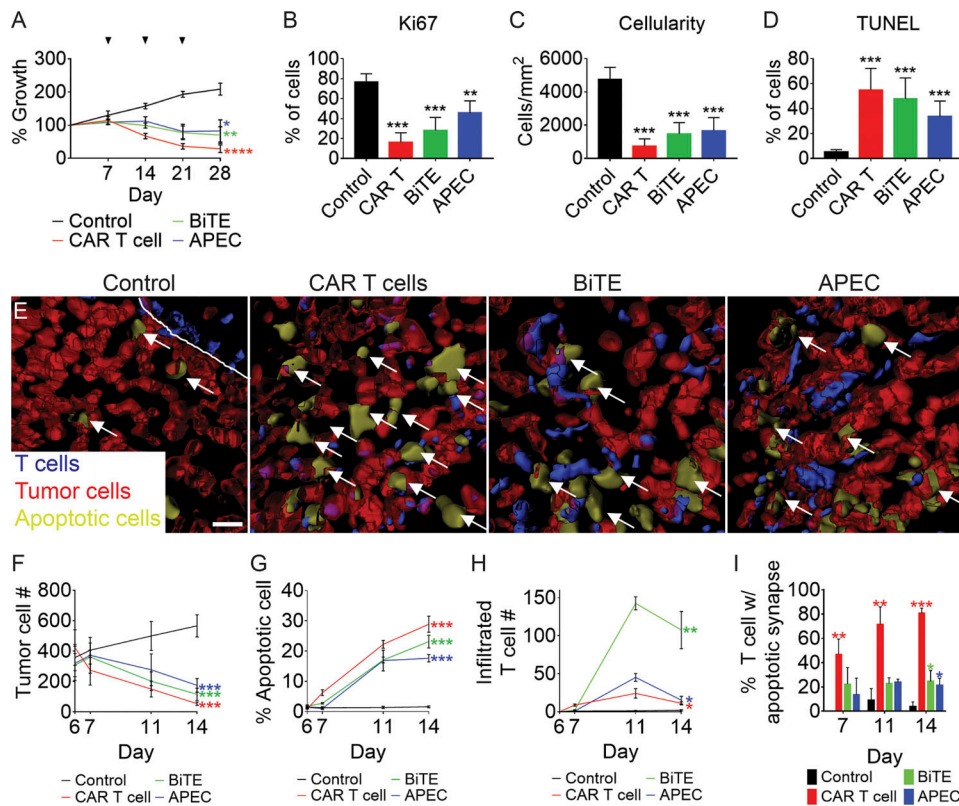 A
% Growth
200
100
0
7 14 21 28
Day
* 
**
****
Control
BiTE
CAR T cell
APEC
B
Ki67
% of cells
100
80
60
40
20
0
***
***
**
Control
CAR T
BiTE
APEC
C
Cellularity
Cells/mm²
6000
4000
2000
0
***
***
***
Control
CAR T
BiTE
APEC
D
TUNEL
% of cells
80
60
40
20
0
***
***
***
Control
CAR T
BiTE
APEC
Control
CAR T cells
BiTE
APEC
E
T cells
Tumor cells
Apoptotic cells
F
Tumor cell #
800
600
400
200
0
6 7 11 14
Day
***
***
***
Control
BiTE
CAR T cell
APEC
G
% Apoptotic cell
40
30
20
10
0
6 7 11 14
Day
***
***
***
Control
BiTE
CAR T cell
APEC
H
Infiltrated
T cell #
150
100
50
0
6 7 11 14
Day
**
*
*
Control
BiTE
CAR T cell
APEC
I
% T cell w/
apoptotic synapse
100
80
60
40
20
0
**
**
***
*
*
7 11 14
Day
Control
BiTE
CAR T cell
APEC